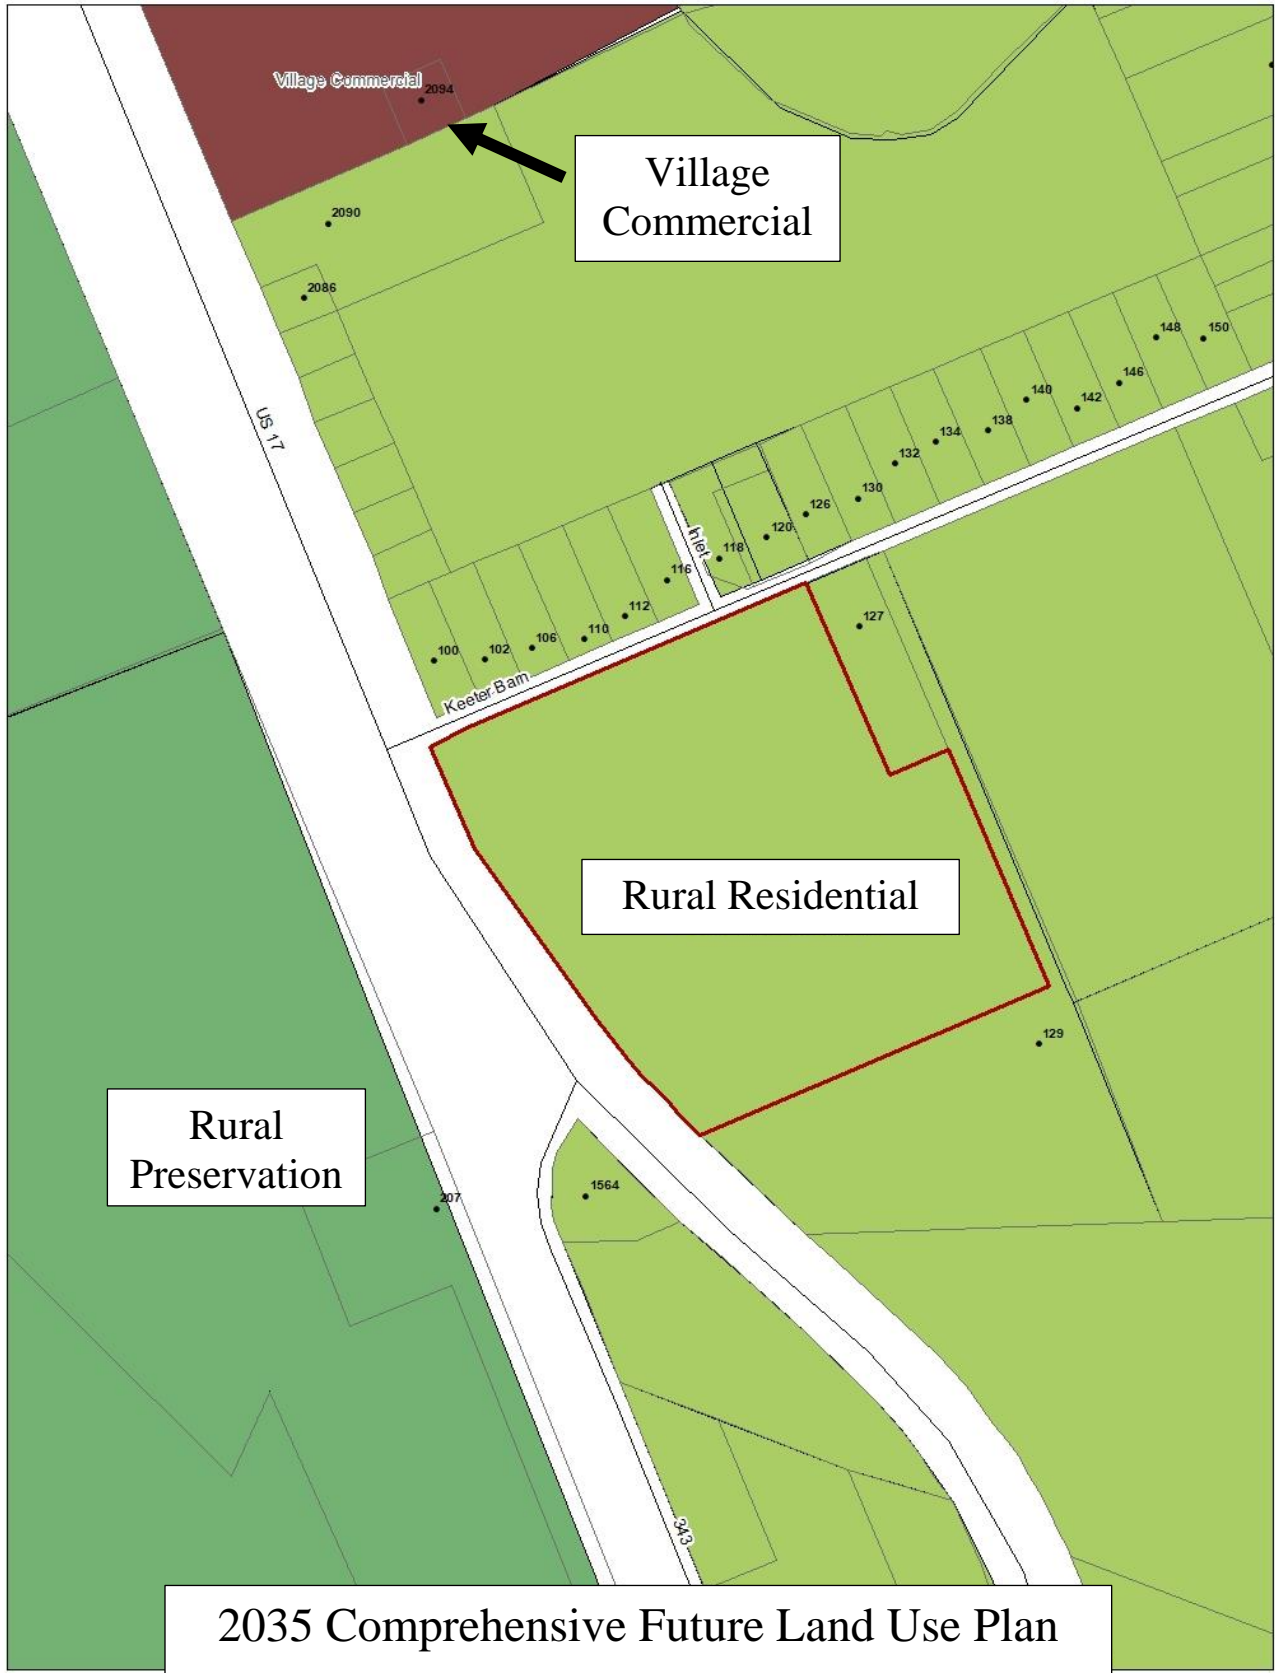 Village Commercial
2094
Village
Commercial
2090
2086
US 17
148
150
146
140
142
138
134
132
130
126
120
118
Inlet
116
112
110
106
102
100
127
Keeter Barn
Rural Residential
129
Rural
Preservation
207
1564
343
2035 Comprehensive Future Land Use Plan